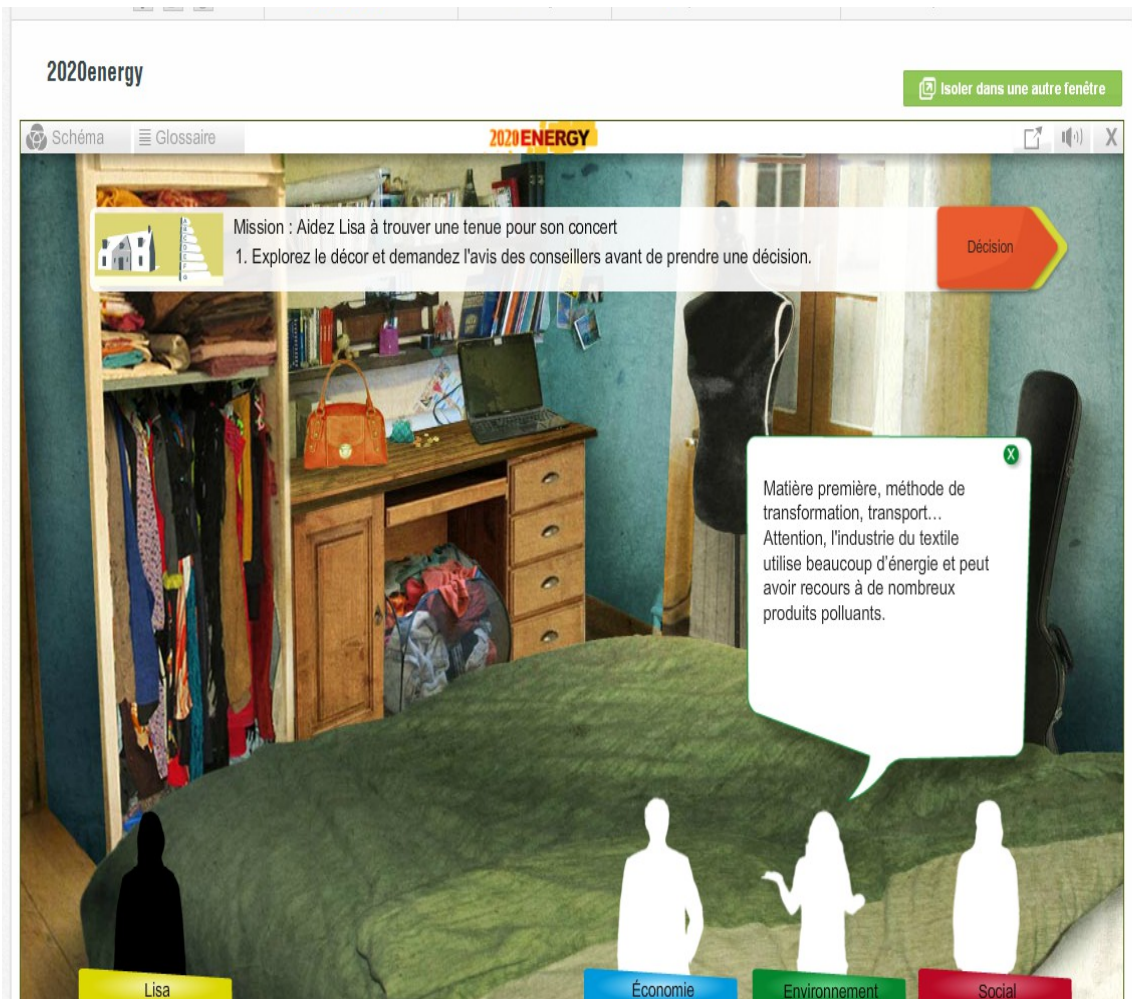 2020energy
Isoler dans une autre fenêtre
Schéma
Glossaire
2020ENERGY
X
Mission : Aidez Lisa à trouver une tenue pour son concert
1. Explorez le décor et demandez l'avis des conseillers avant de prendre une décision.
Décision
A
B
C
D
E
F
G
X
Matière première, méthode de
transformation, transport...
Attention, l'industrie du textile
utilise beaucoup d'énergie et peut
avoir recours à de nombreux
produits polluants.
Lisa
Économie
Environnement
Social